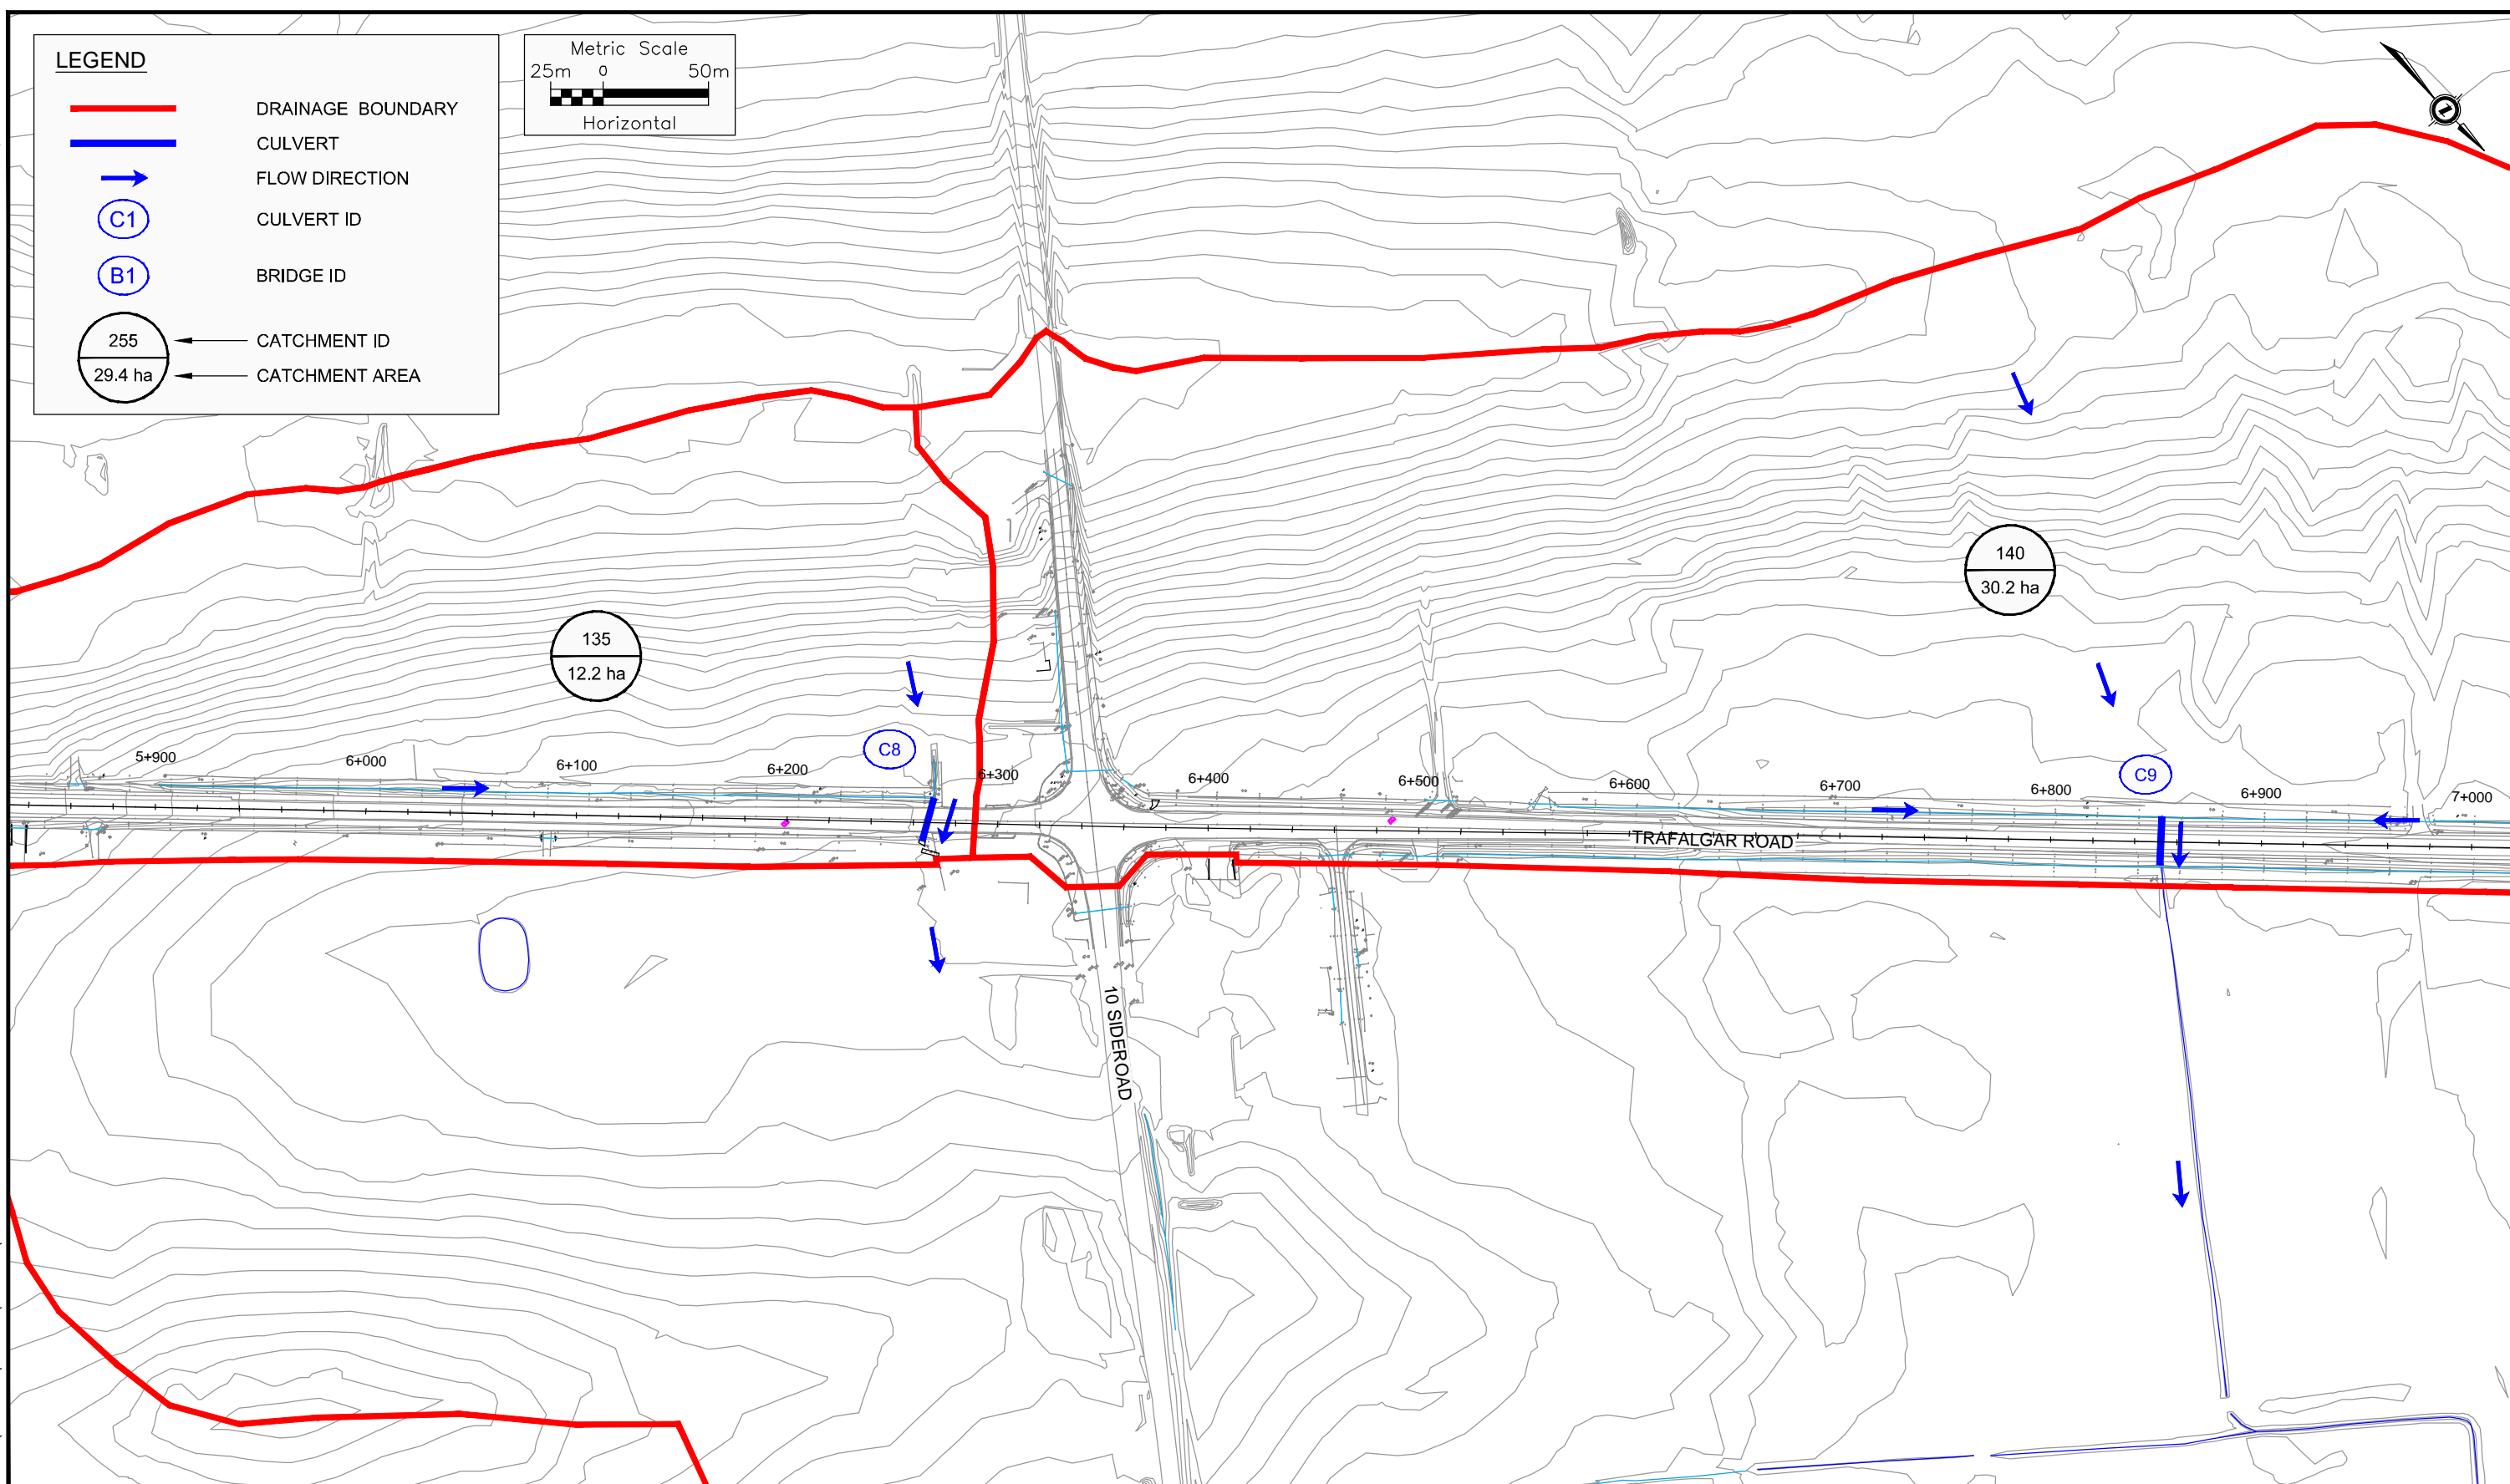 LEGEND
DRAINAGE BOUNDARY
CULVERT
FLOW DIRECTION
C1
CULVERT ID
B1
BRIDGE ID
255
CATCHMENT ID
29.4 ha
CATCHMENT AREA
Metric Scale
25m 0 50m
Horizontal
Z
140
30.2 ha
135
12.2 ha
C8
C9
5+900 6+000 6+100 6+200 6+300 6+400 6+500 6+600 6+700 6+800 6+900 7+000
TRAFALGAR ROAD
10 SIDEROAD